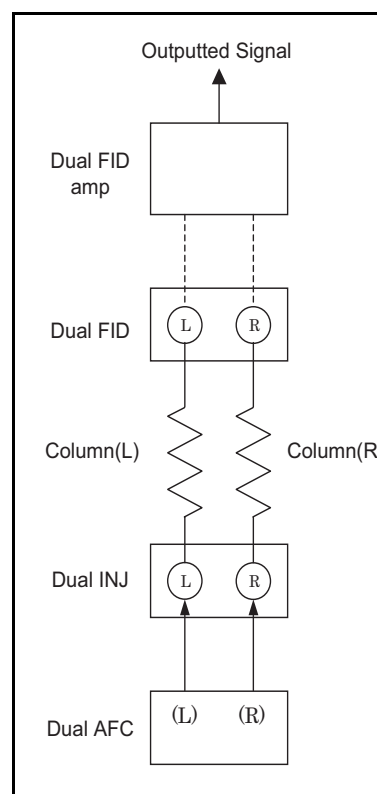 Outputted Signal
Dual FID
amp
Dual FID
L R
Column(L) Column(R
Dual INJ
L R
Dual AFC
(L) (R)